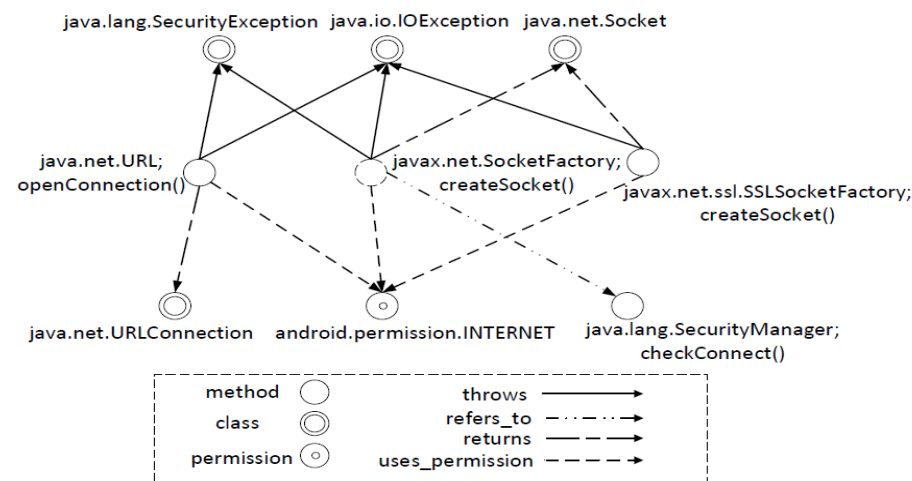 java.lang.SecurityException java.io.IOException java.net.Socket
java.net.URL;
openConnection()
javax.net.SocketFactory;
createSocket()
javax.net.ssl.SSLSocketFactory;
createSocket()
java.net.URLConnection
android.permission.INTERNET
java.lang.SecurityManager;
checkConnect()
method
class
permission
throws
refers_to
returns
uses_permission